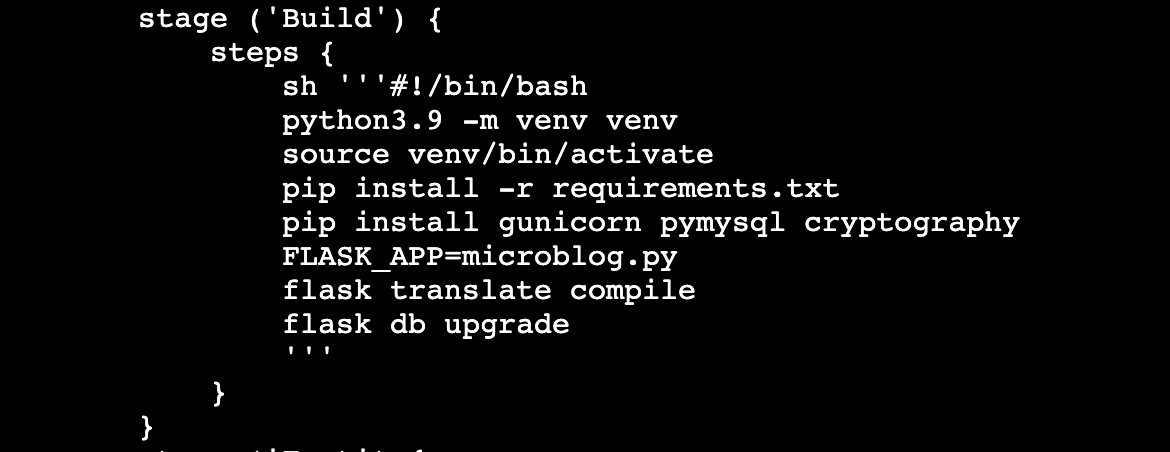 stage ('Build') {
steps {
sh '''#!/bin/bash
python3.9 -m venv venv
source venv/bin/activate
pip install -r requirements.txt
pip install gunicorn pymysql cryptography
FLASK_APP=microblog.py
flask translate compile
flask db upgrade
'''
}
}